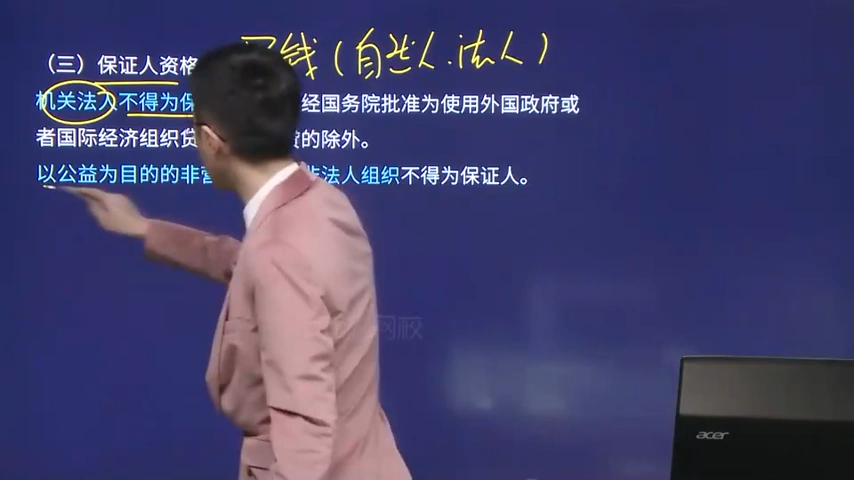 (自然人、法人)
(三)保证人资格
机关法人不得为保 经国务院批准为使用外国政府或
者国际经济组织贷 贷的除外。
以公益为目的的非营 非法人组织不得为保证人。
网校
acer